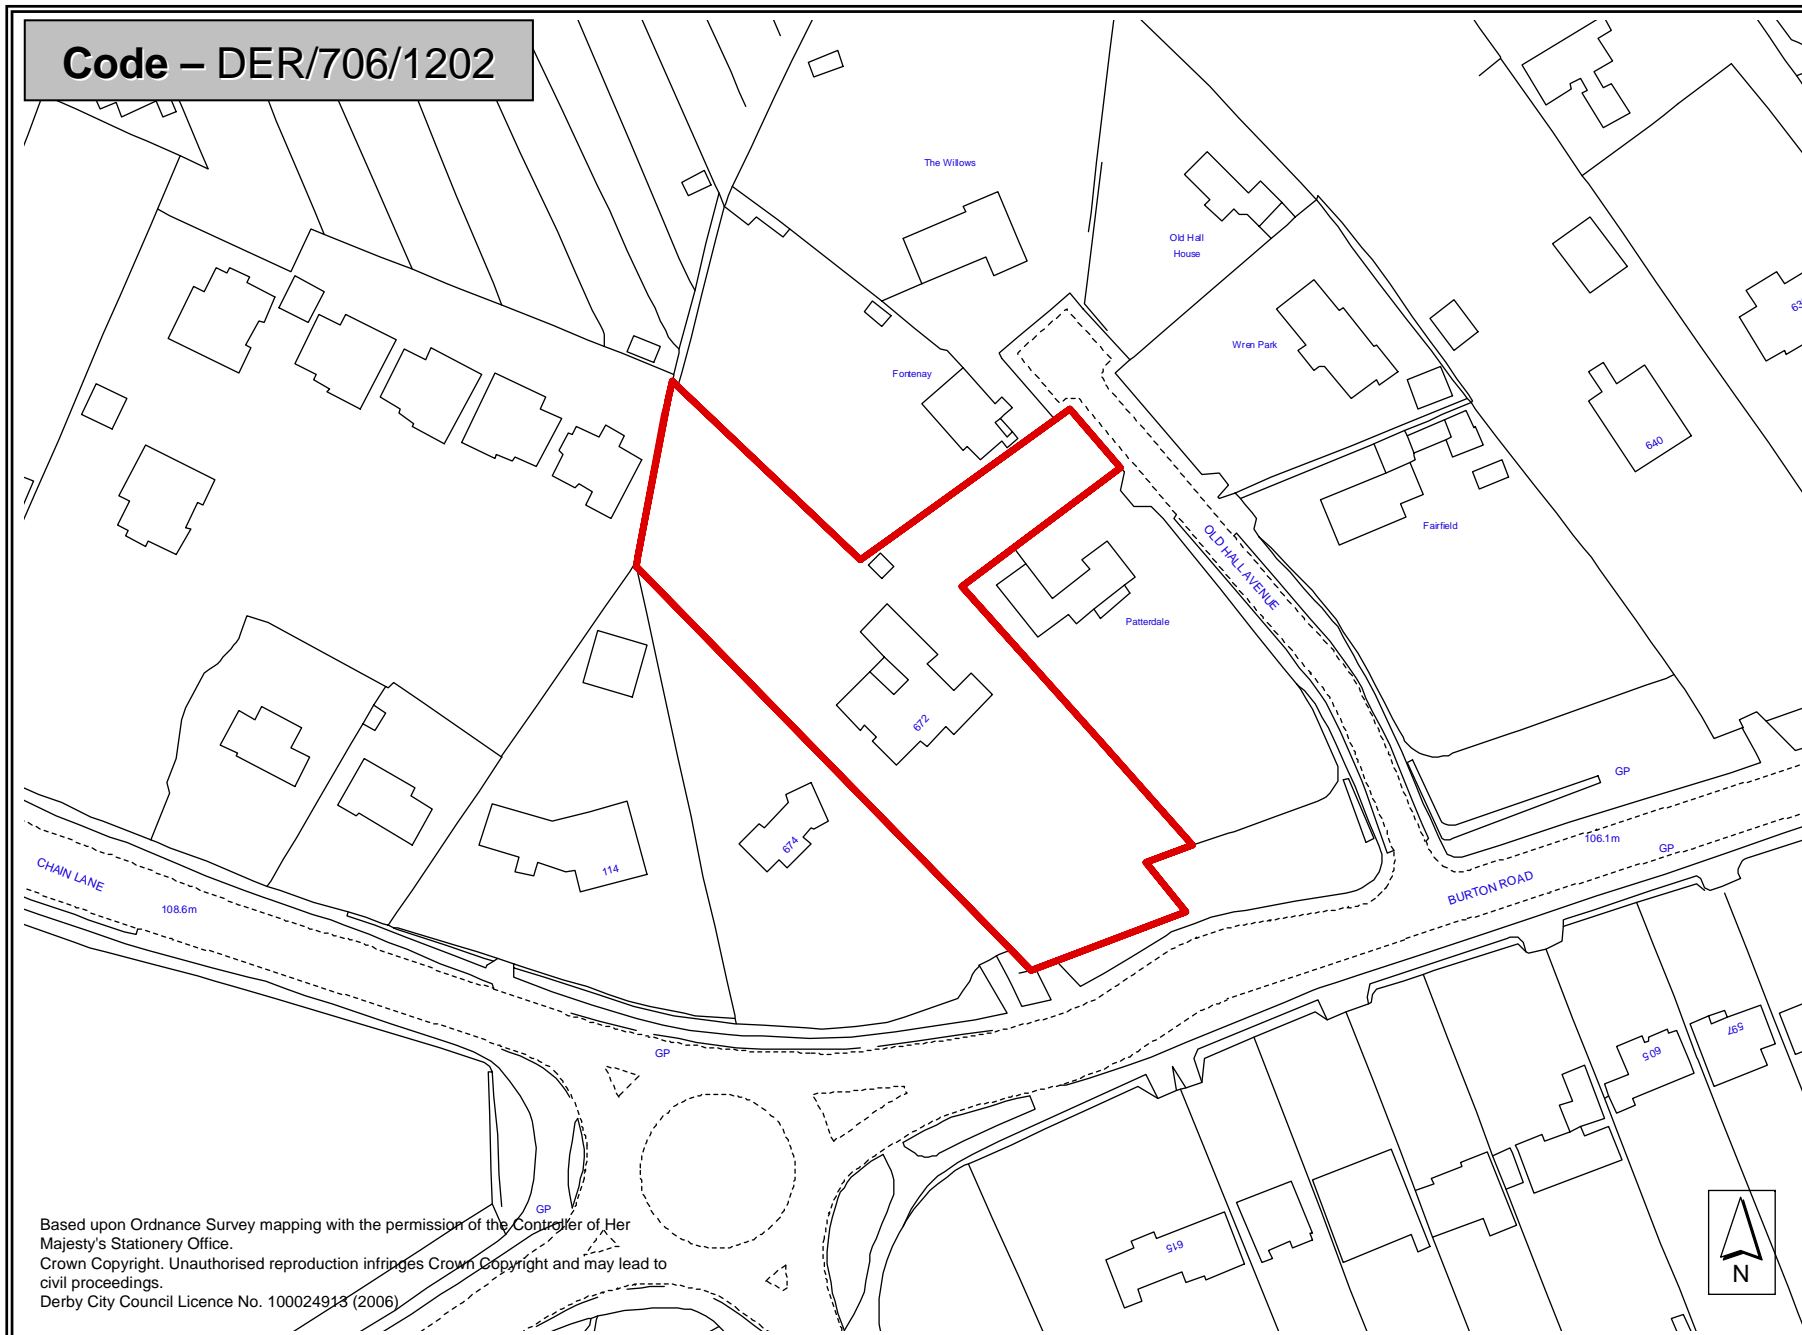 Code – DER/706/1202
The Willows
Old Hall
House
Wren Park
Fontenay
640
Fairfield
OLD HALL AVENUE
Patterdale
672
674
114
GP
106.1m
GP
BURTON ROAD
CHAIN LANE
108.6m
GP
597
605
615
GP
Based upon Ordnance Survey mapping with the permission of the Controller of Her
Majesty's Stationery Office.
Crown Copyright. Unauthorised reproduction infringes Crown Copyright and may lead to
civil proceedings.
Derby City Council Licence No. 100024913 (2006)
N